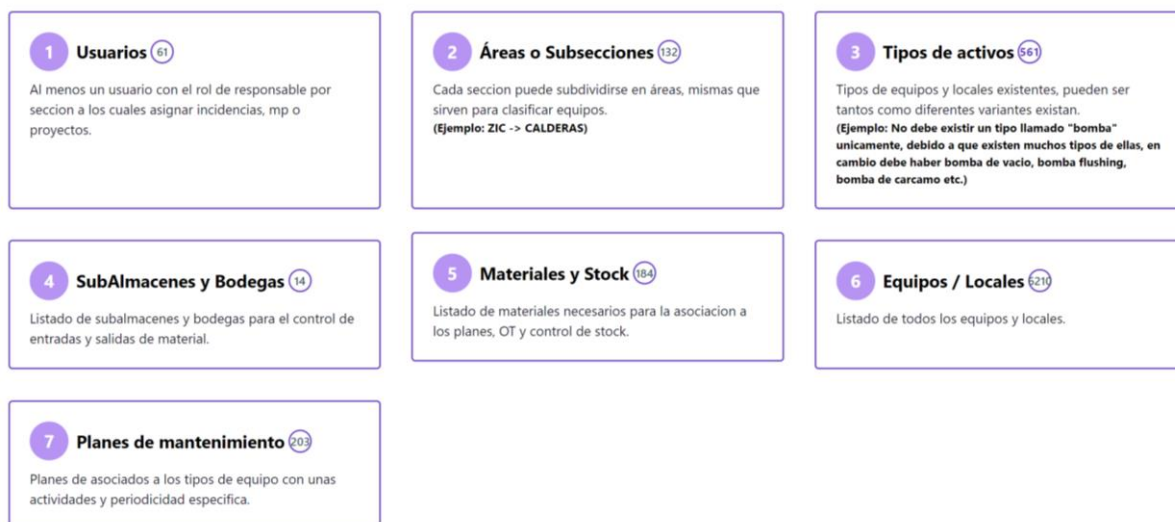 1 Usuarios 61
Al menos un usuario con el rol de responsable por
seccion a los cuales asignar incidencias, mp o
proyectos.
2 Áreas o Subsecciones 132
Cada seccion puede subdividirse en áreas, mismas que
sirven para clasificar equipos.
(Ejemplo: ZIC -> CALDERAS)
3 Tipos de activos 561
Tipos de equipos y locales existentes, pueden ser
tantos como diferentes variantes existan.
(Ejemplo: No debe existir un tipo llamado "bomba"
unicamente, debido a que existen muchos tipos de ellas, en
cambio debe haber bomba de vacio, bomba flushing,
bomba de carcamo etc.)
4 SubAlmacenes y Bodegas 14
Listado de subalmacenes y bodegas para el control de
entradas y salidas de material.
5 Materiales y Stock 184
Listado de materiales necesarios para la asociacion a
los planes, OT y control de stock.
6 Equipos / Locales 5210
Listado de todos los equipos y locales.
7 Planes de mantenimiento 203
Planes de asociados a los tipos de equipo con unas
actividades y periodicidad especifica.